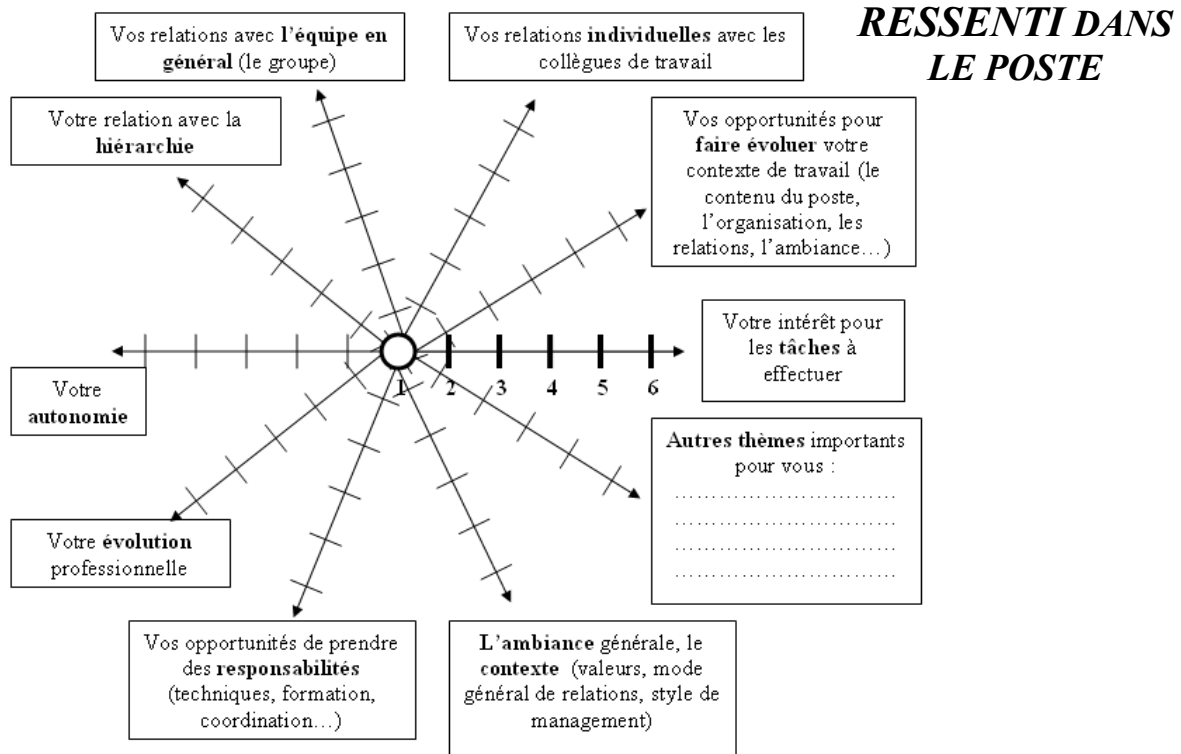 RESSENTI DANS
LE POSTE
Vos relations avec l’équipe en
général (le groupe)
Vos relations individuelles avec les
collègues de travail
Votre relation avec la
hiérarchie
Vos opportunités pour
faire évoluer votre
contexte de travail (le
contenu du poste,
l’organisation, les
relations, l’ambiance…)
Votre intérêt pour
les tâches à
effectuer
1 2 3 4 5 6
Votre
autonomie
Autres thèmes importants
pour vous :
…………………………
…………………………
…………………………
…………………………
Votre évolution
professionnelle
Vos opportunités de prendre
des responsabilités
(techniques, formation,
coordination…)
L’ambiance générale, le
contexte (valeurs, mode
général de relations, style de
management)